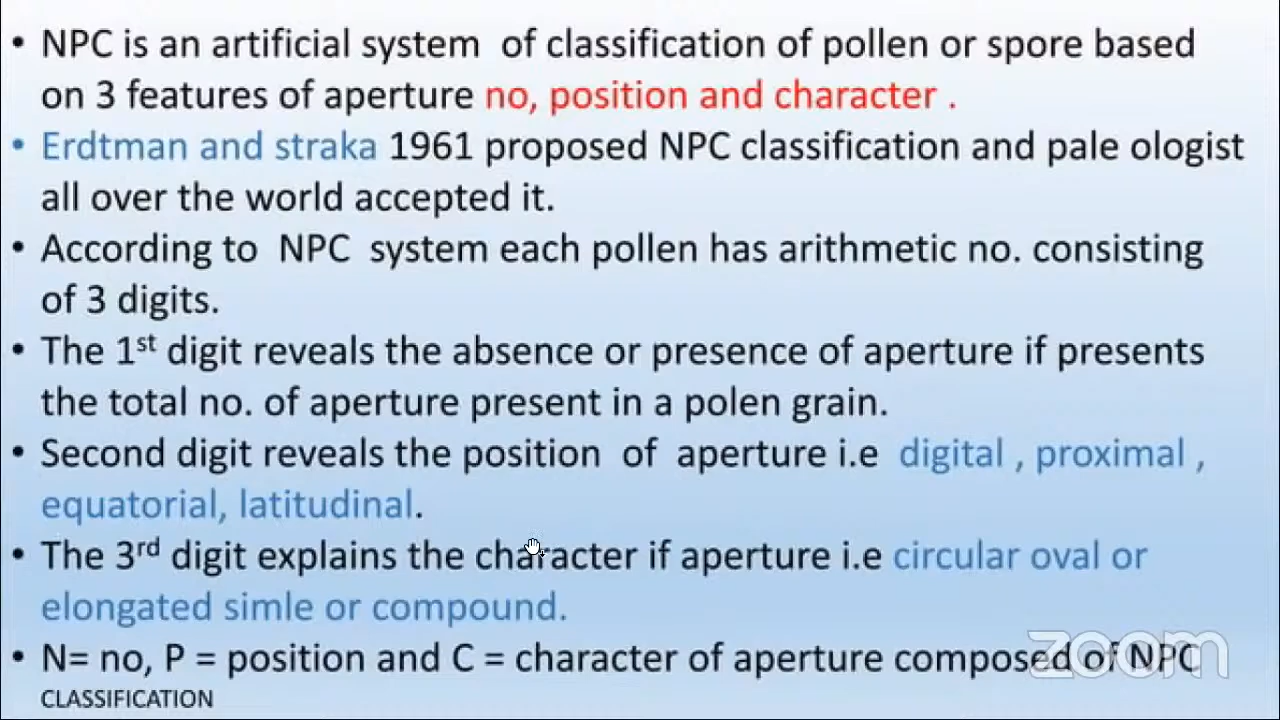 • NPC is an artificial system of classification of pollen or spore based
on 3 features of aperture no, position and character .
• Erdtman and straka 1961 proposed NPC classification and pale ologist
all over the world accepted it.
• According to NPC system each pollen has arithmetic no. consisting
of 3 digits.
• The 1st digit reveals the absence or presence of aperture if presents
the total no. of aperture present in a polen grain.
• Second digit reveals the position of aperture i.e digital , proximal ,
equatorial, latitudinal.
• The 3rd digit explains the character if aperture i.e circular oval or
elongated simle or compound.
• N= no, P = position and C = character of aperture composed of NPC
CLASSIFICATION
zoom